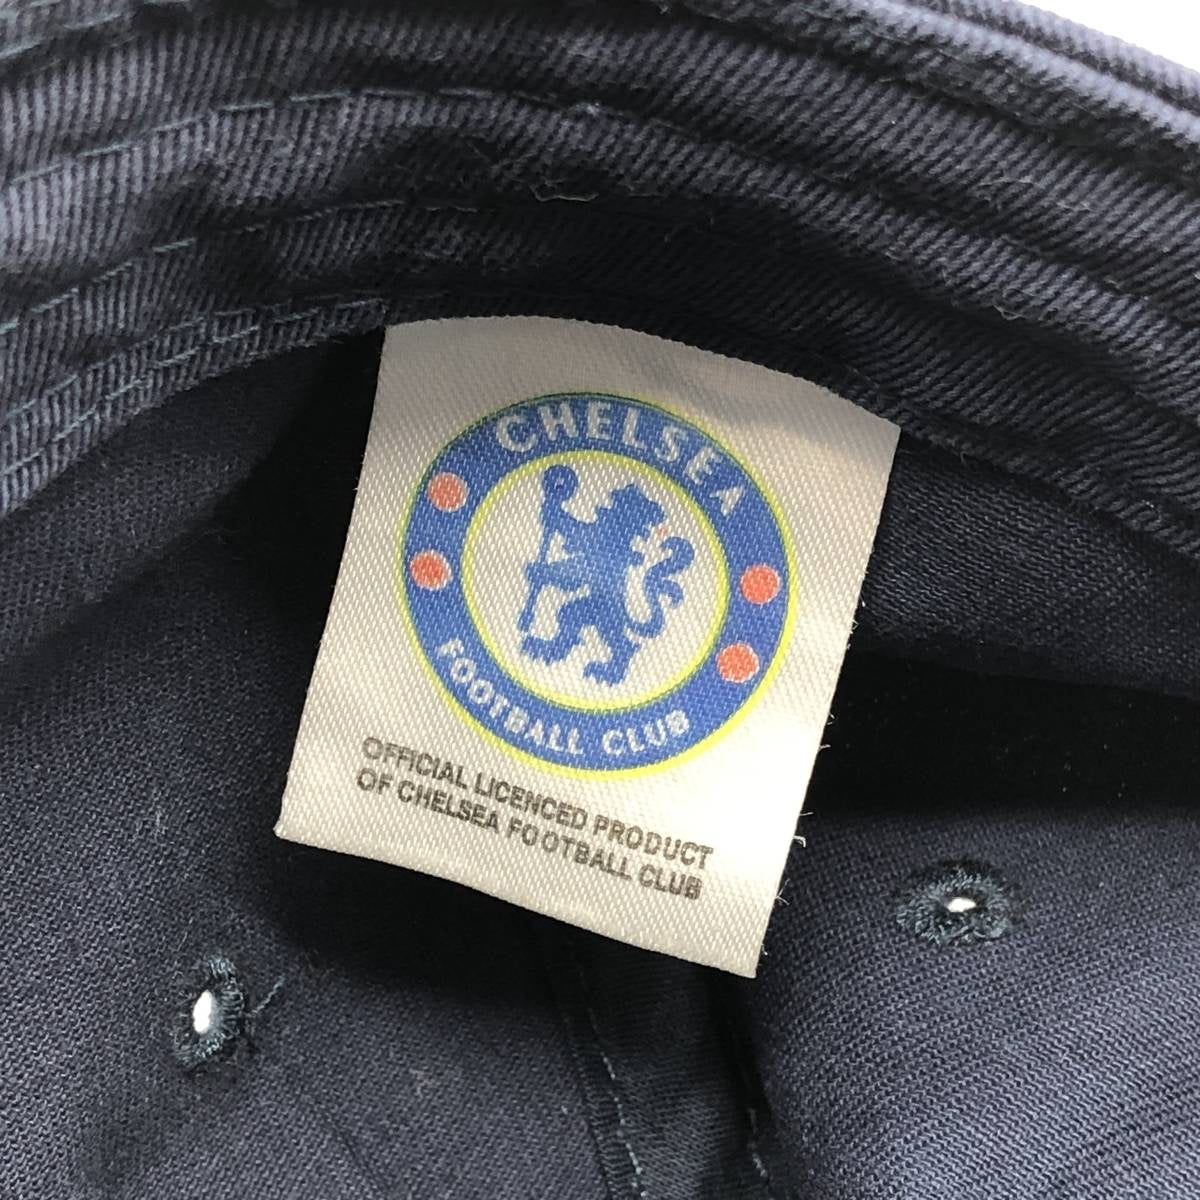 CHELSEA
FOOTBALL CLUB
OFFICIAL LICENCED PRODUCT
OF CHELSEA FOOTBALL CLUB